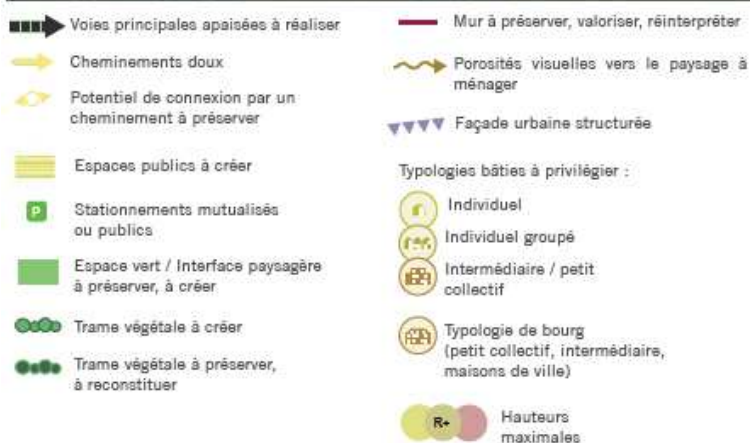 Voies principales apaisées à réaliser
Cheminements doux
Potentiel de connexion par un
cheminement à préserver
Espaces publics à créer
P
Stationnements mutualisés
ou publics
Espace vert / Interface paysagère
à préserver, à créer
Trame végétale à créer
Trame végétale à préserver,
à reconstituer
Mur à préserver, valoriser, réinterpréter
Porosités visuelles vers le paysage à
ménager
Façade urbaine structurée
Typologies bâties à privilégier :
Individuel
Individuel groupé
Intermédiaire / petit
collectif
Typologie de bourg
(petit collectif, intermédiaire,
maisons de ville)
R+
Hauteurs
maximales